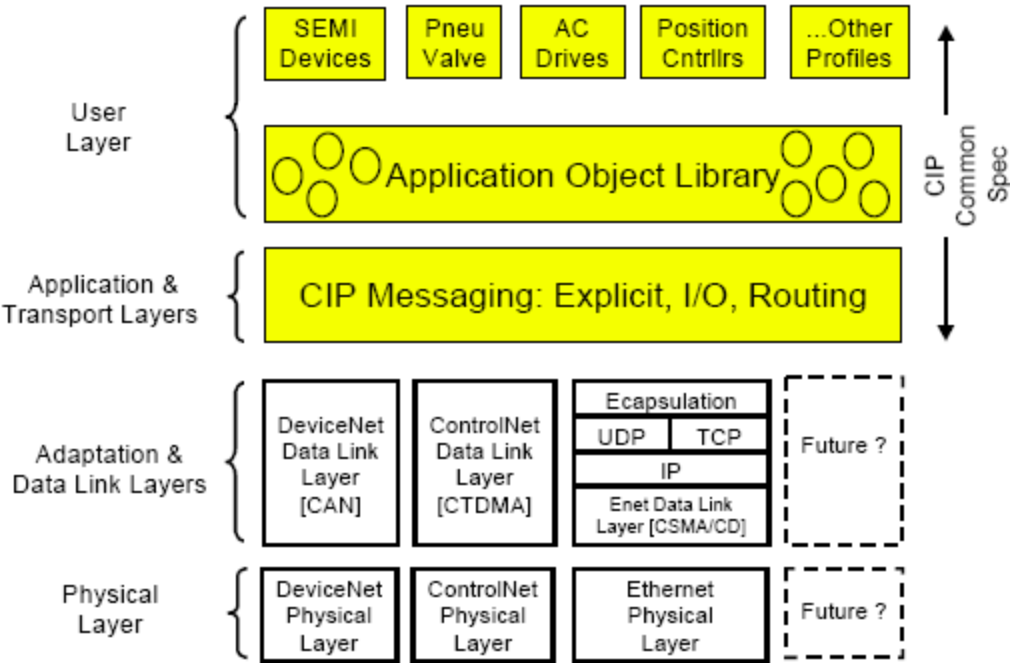 SEMI
Devices
Pneu
Valve
AC
Drives
Position
Cntrllrs
...Other
Profiles
User
Layer
Application Object Library
CIP
Common
Spec
Application &
Transport Layers
CIP Messaging: Explicit, I/O, Routing
Adaptation &
Data Link Layers
DeviceNet
Data Link
Layer
[CAN]
ControlNet
Data Link
Layer
[CTDMA]
Ecapsulation
UDP
TCP
IP
Enet Data Link
Layer [CSMA/CD]
Future ?
Physical
Layer
DeviceNet
Physical
Layer
ControlNet
Physical
Layer
Ethernet
Physical
Layer
Future ?